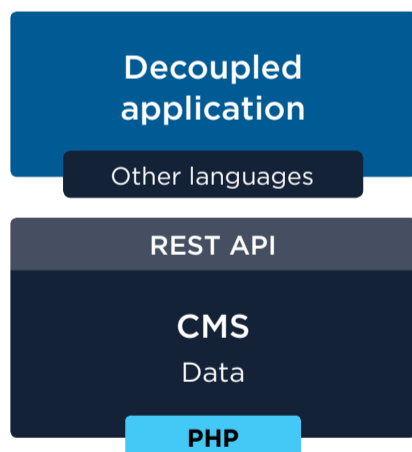 Decoupled
application
Other languages
REST API
CMS
Data
PHP